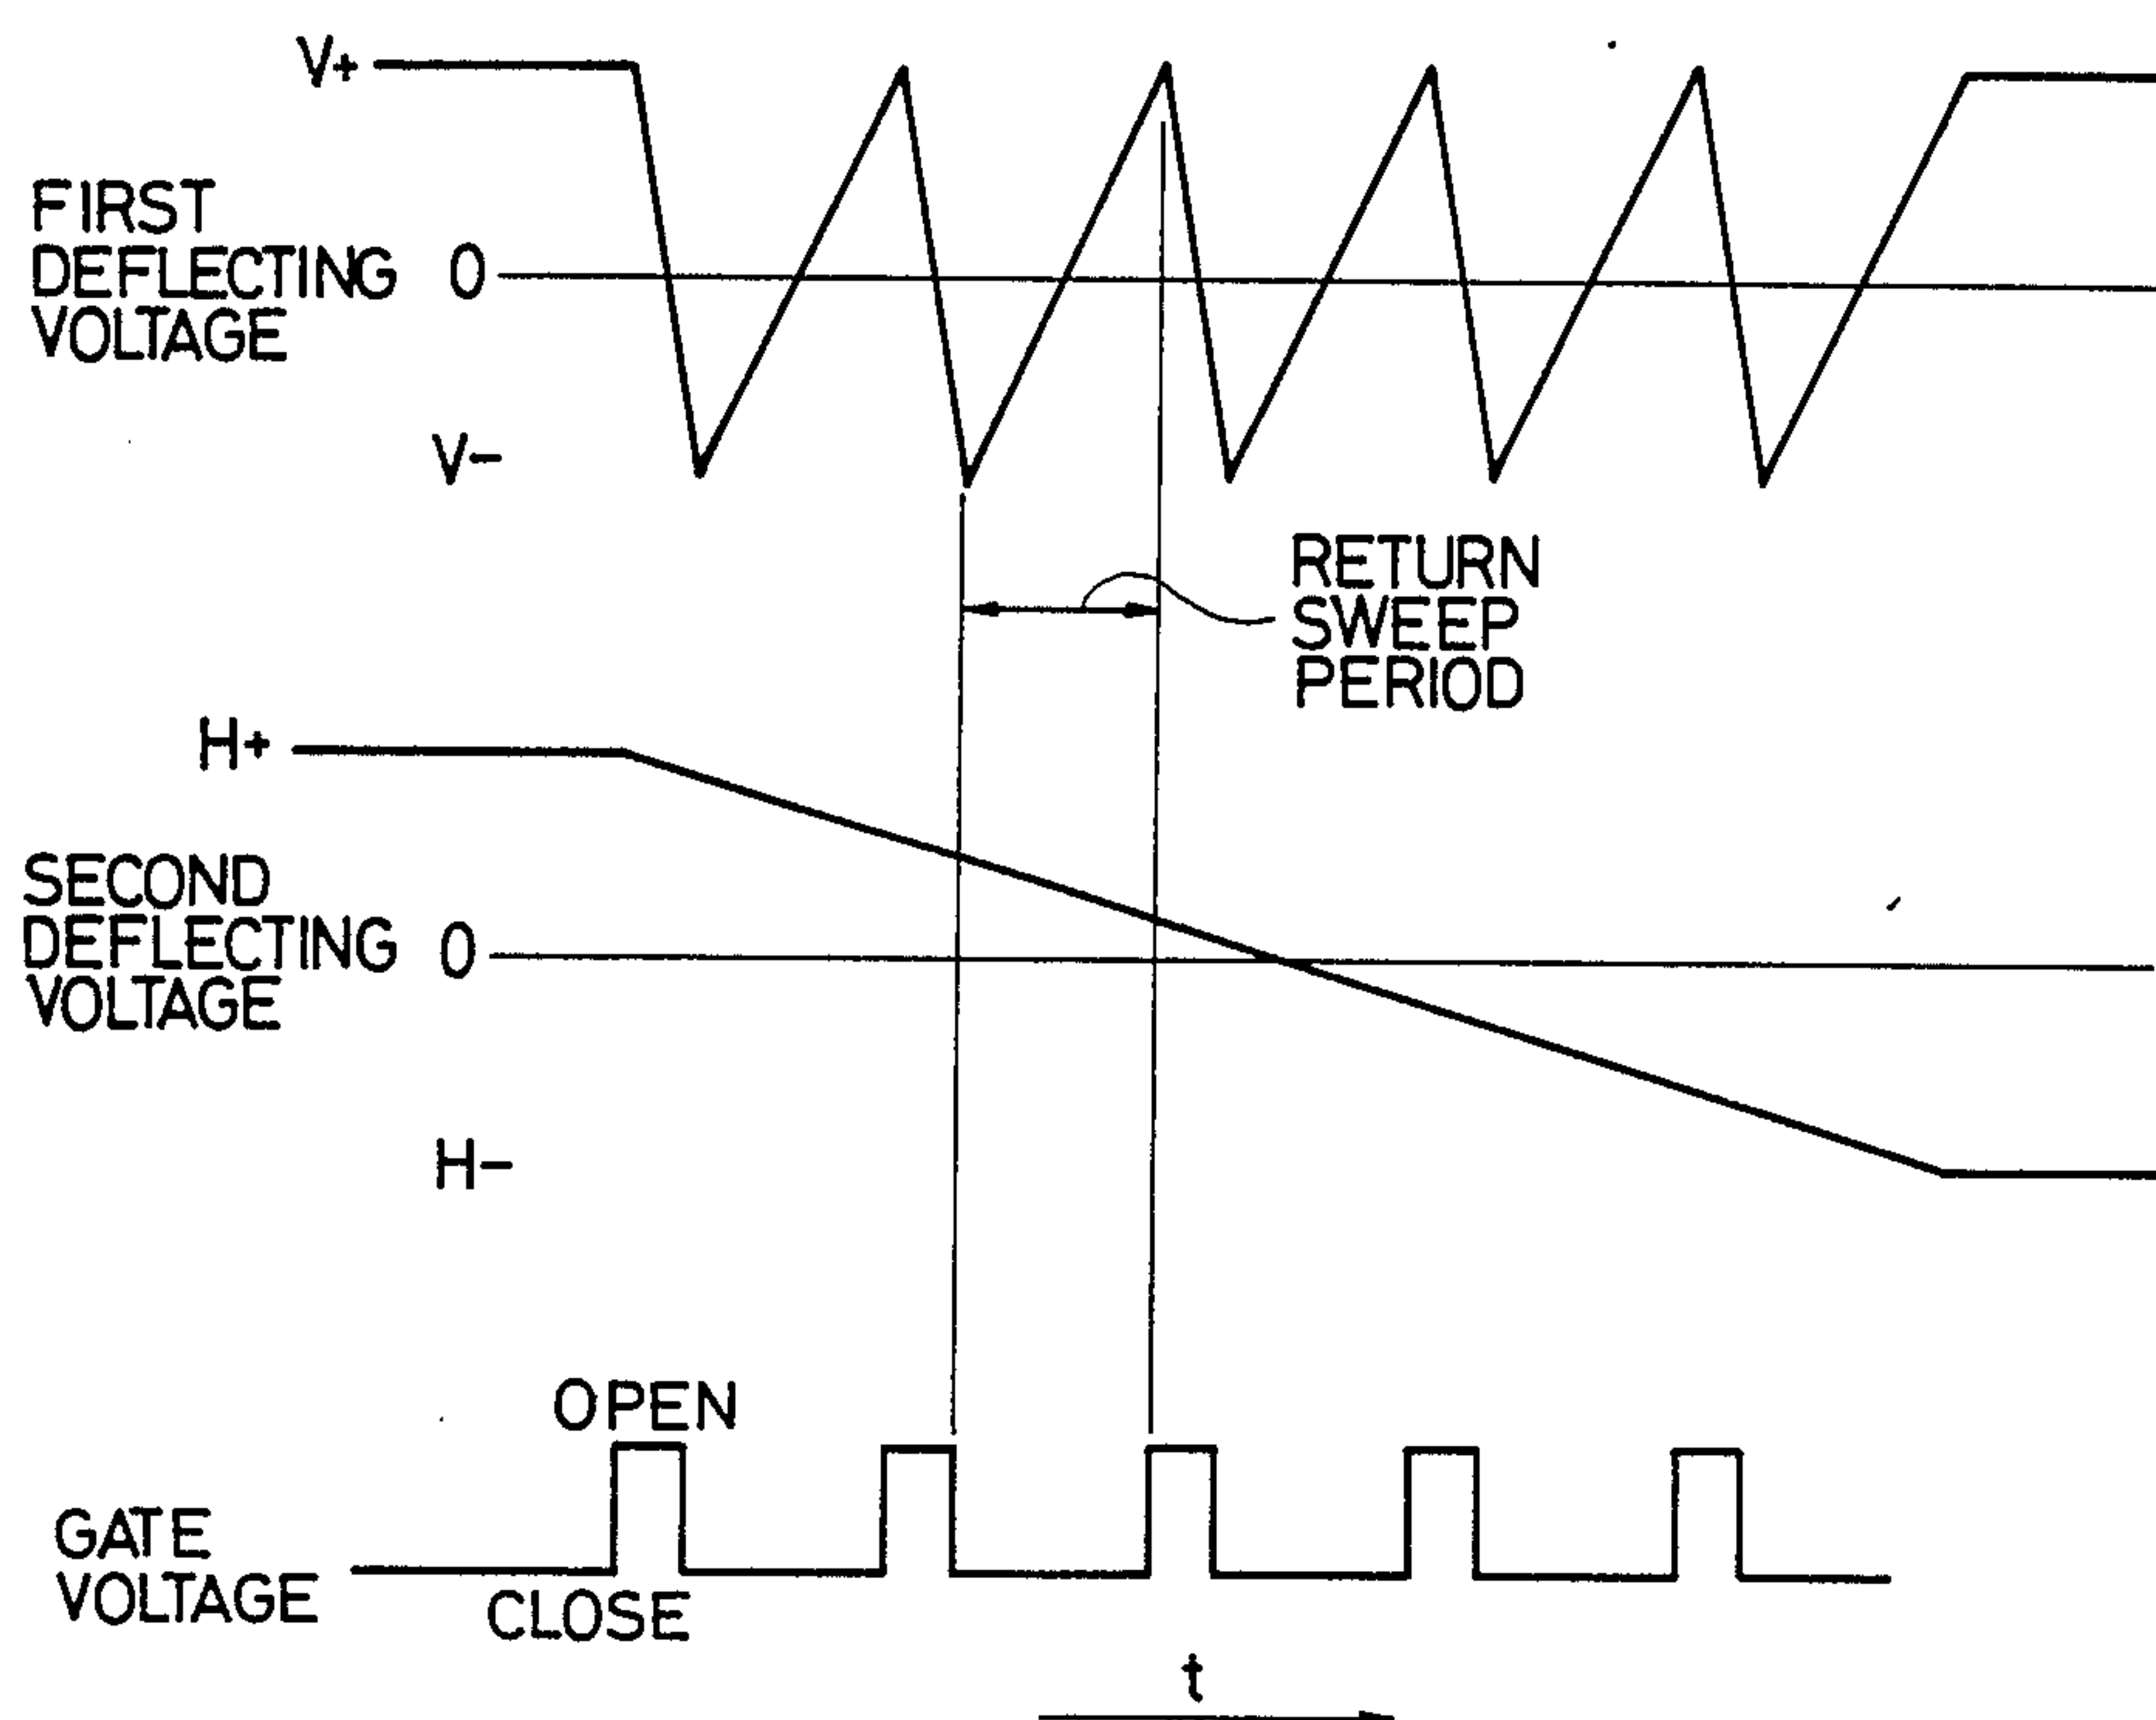 V+
FIRST
DEFLECTING 0
VOLTAGE
V-
RETURN
SWEEP
PERIOD
H+
SECOND
DEFLECTING 0
VOLTAGE
H-
OPEN
GATE
VOLTAGE
CLOSE
t